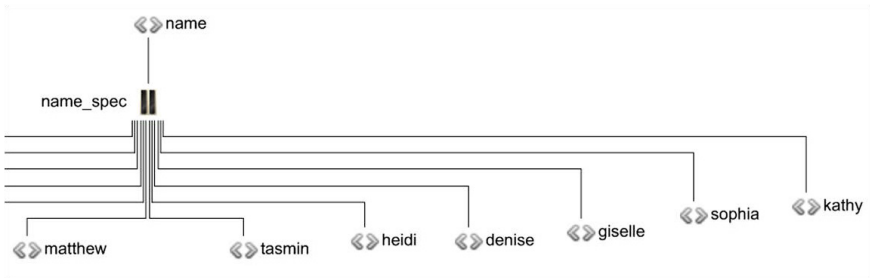 name
name_spec
kathy
sophia
giselle
heidi
denise
matthew
tasmin